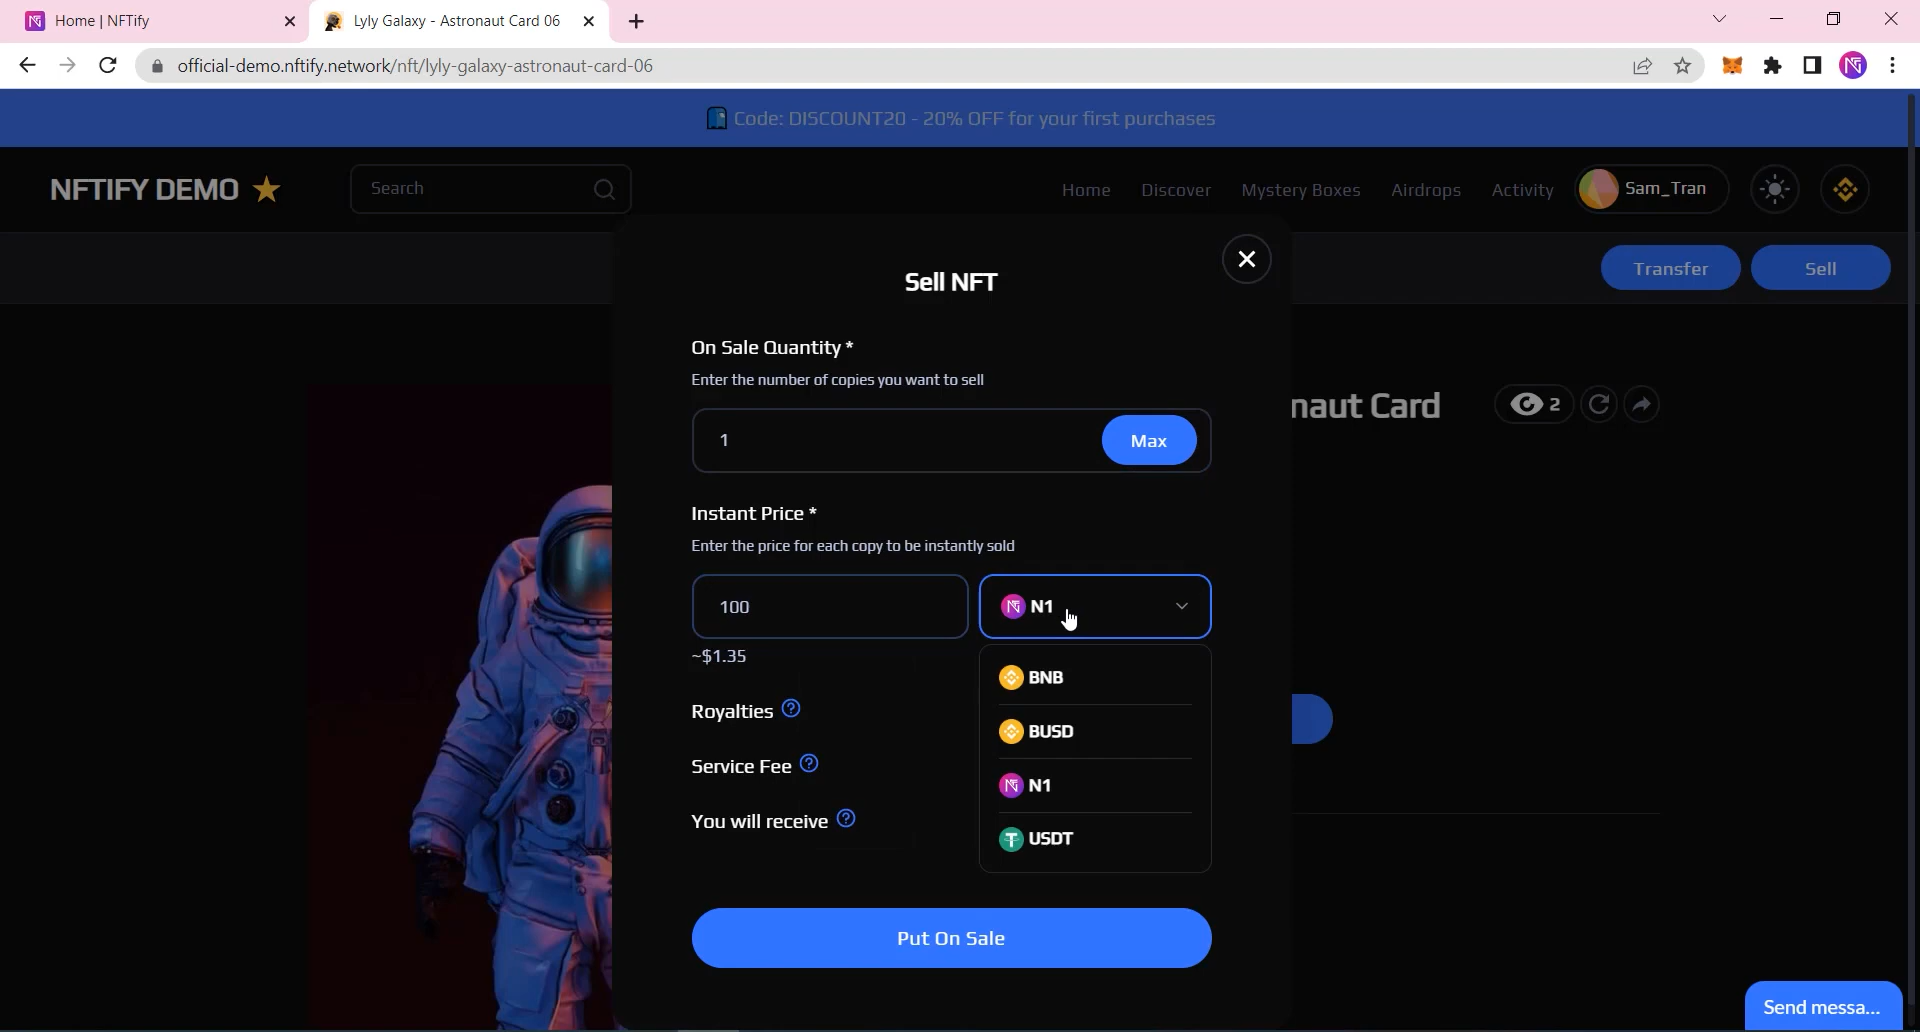 Home | NFTify
Lyly Galaxy - Astronaut Card 06
official-demo.nftify.network/nft/lyly-galaxy-astronaut-card-06
Code: DISCOUNT20 - 20% OFF for your first purchases
NFTIFY DEMO
Search
Home
Discover
Mystery Boxes
Airdrops
Activity
Sam_Tran
Transfer
Sell
Sell NFT
On Sale Quantity *
Enter the number of copies you want to sell
1
Max
naut Card
2
Instant Price *
Enter the price for each copy to be instantly sold
100
N1
~$1.35
BNB
BUSD
N1
USDT
Royalties
Service Fee
You will receive
Put On Sale
Send messa...